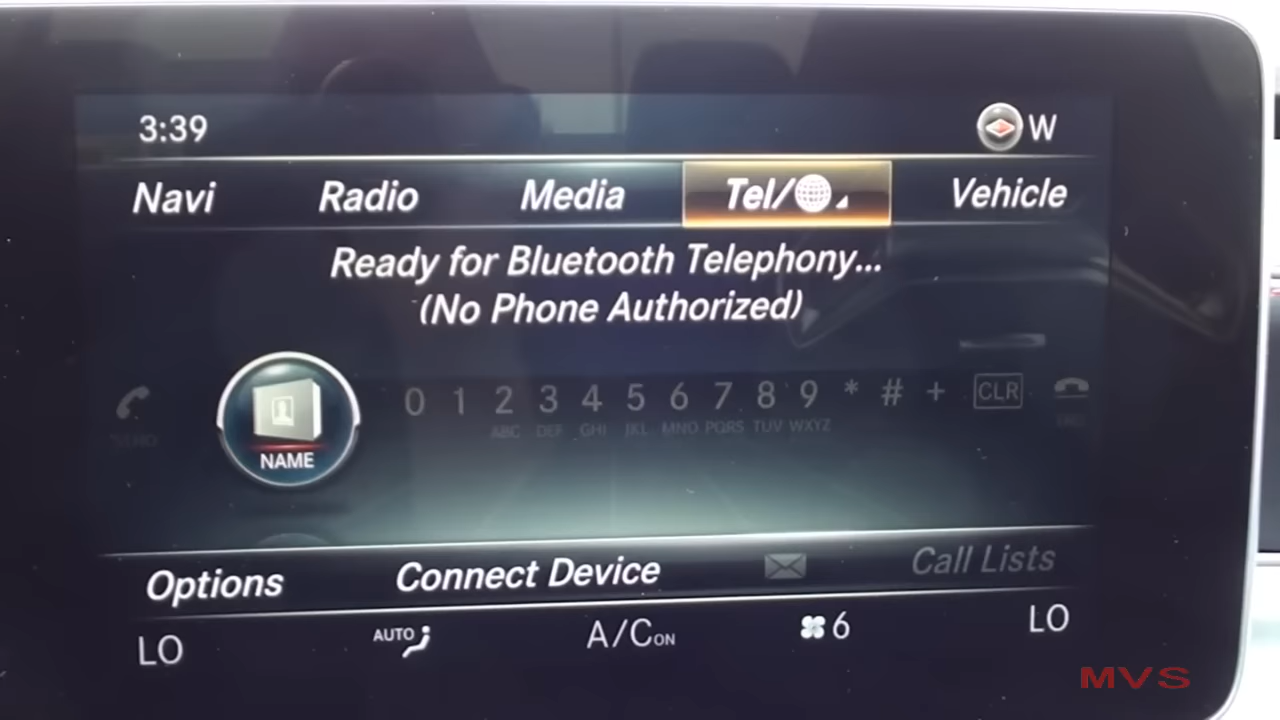 3:39 W
Navi Radio Media Tel/ Vehicle
Ready for Bluetooth Telephony...
(No Phone Authorized)
0 1 2 3 4 5 6 7 8 9 * # + CLR
ABC DEF GHI JKL MNO PQRS TUV WXYZ
NAME
Options Connect Device Call Lists
LO AUTO A/C ON 6 LO
MVS